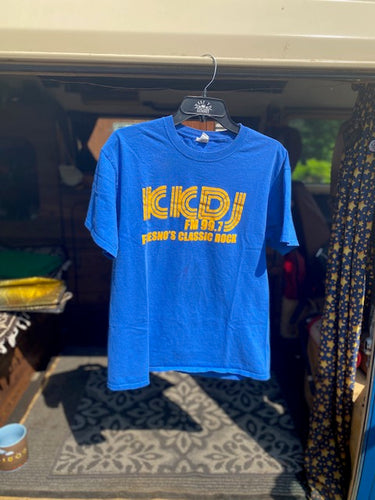 KKDJ
FM 99.7
FRESNO'S CLASSIC ROCK